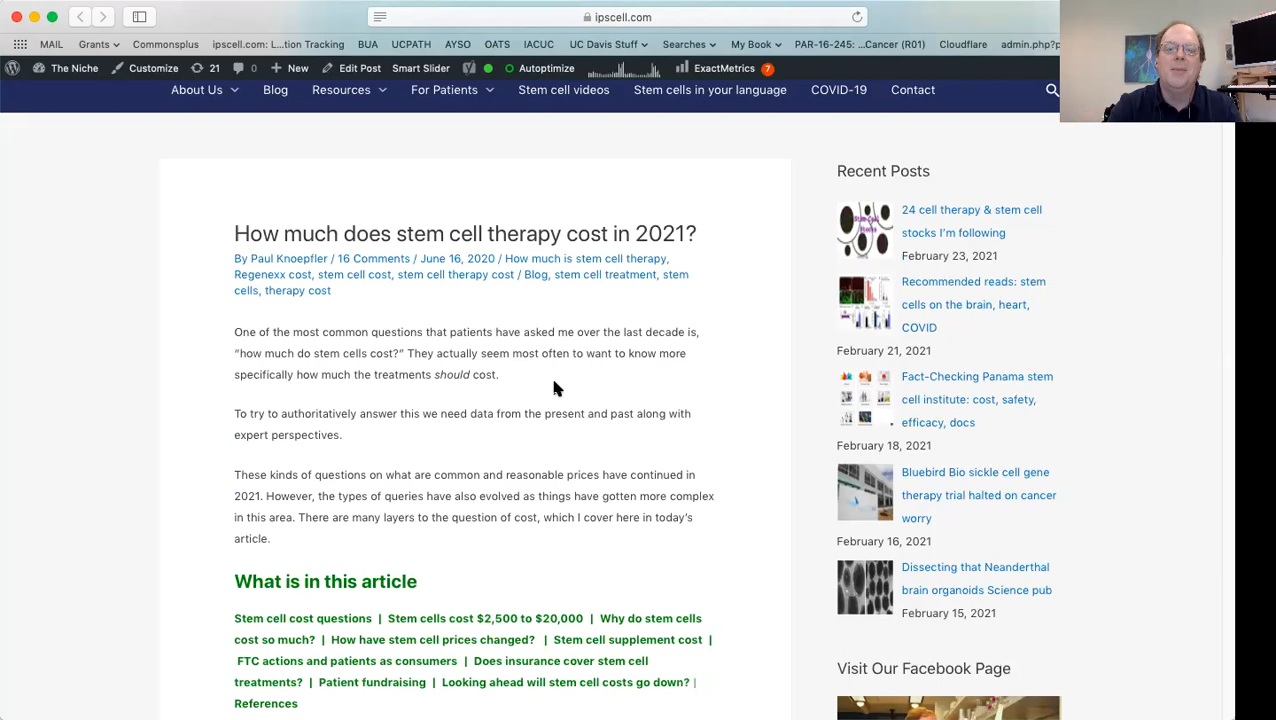 ipscell.com
MAIL Grants Commonsplus ipscell.com: L...tion Tracking BUA UCPATH AYSO OATS IACUC UC Davis Stuff Searches My Book PAR-16-245: ...Cancer (R01) Cloudflare admin.php?p
The Niche Customize 21 0 New Edit Post Smart Slider Autoptimize ExactMetrics 7
About Us Blog Resources For Patients Stem cell videos Stem cells in your language COVID-19 Contact
How much does stem cell therapy cost in 2021?
By Paul Knoepfler / 16 Comments / June 16, 2020 / How much is stem cell therapy,
Regenexx cost, stem cell cost, stem cell therapy cost / Blog, stem cell treatment, stem
cells, therapy cost
One of the most common questions that patients have asked me over the last decade is,
“how much do stem cells cost?” They actually seem most often to want to know more
specifically how much the treatments should cost.
To try to authoritatively answer this we need data from the present and past along with
expert perspectives.
These kinds of questions on what are common and reasonable prices have continued in
2021. However, the types of queries have also evolved as things have gotten more complex
in this area. There are many layers to the question of cost, which I cover here in today’s
article.
What is in this article
Stem cell cost questions | Stem cells cost $2,500 to $20,000 | Why do stem cells
cost so much? | How have stem cell prices changed? | Stem cell supplement cost |
FTC actions and patients as consumers | Does insurance cover stem cell
treatments? | Patient fundraising | Looking ahead will stem cell costs go down? |
References
Recent Posts
24 cell therapy & stem cell
stocks I’m following
February 23, 2021
Recommended reads: stem
cells on the brain, heart,
COVID
February 21, 2021
Fact-Checking Panama stem
cell institute: cost, safety,
efficacy, docs
February 18, 2021
Bluebird Bio sickle cell gene
therapy trial halted on cancer
worry
February 16, 2021
Dissecting that Neanderthal
brain organoids Science pub
February 15, 2021
Visit Our Facebook Page